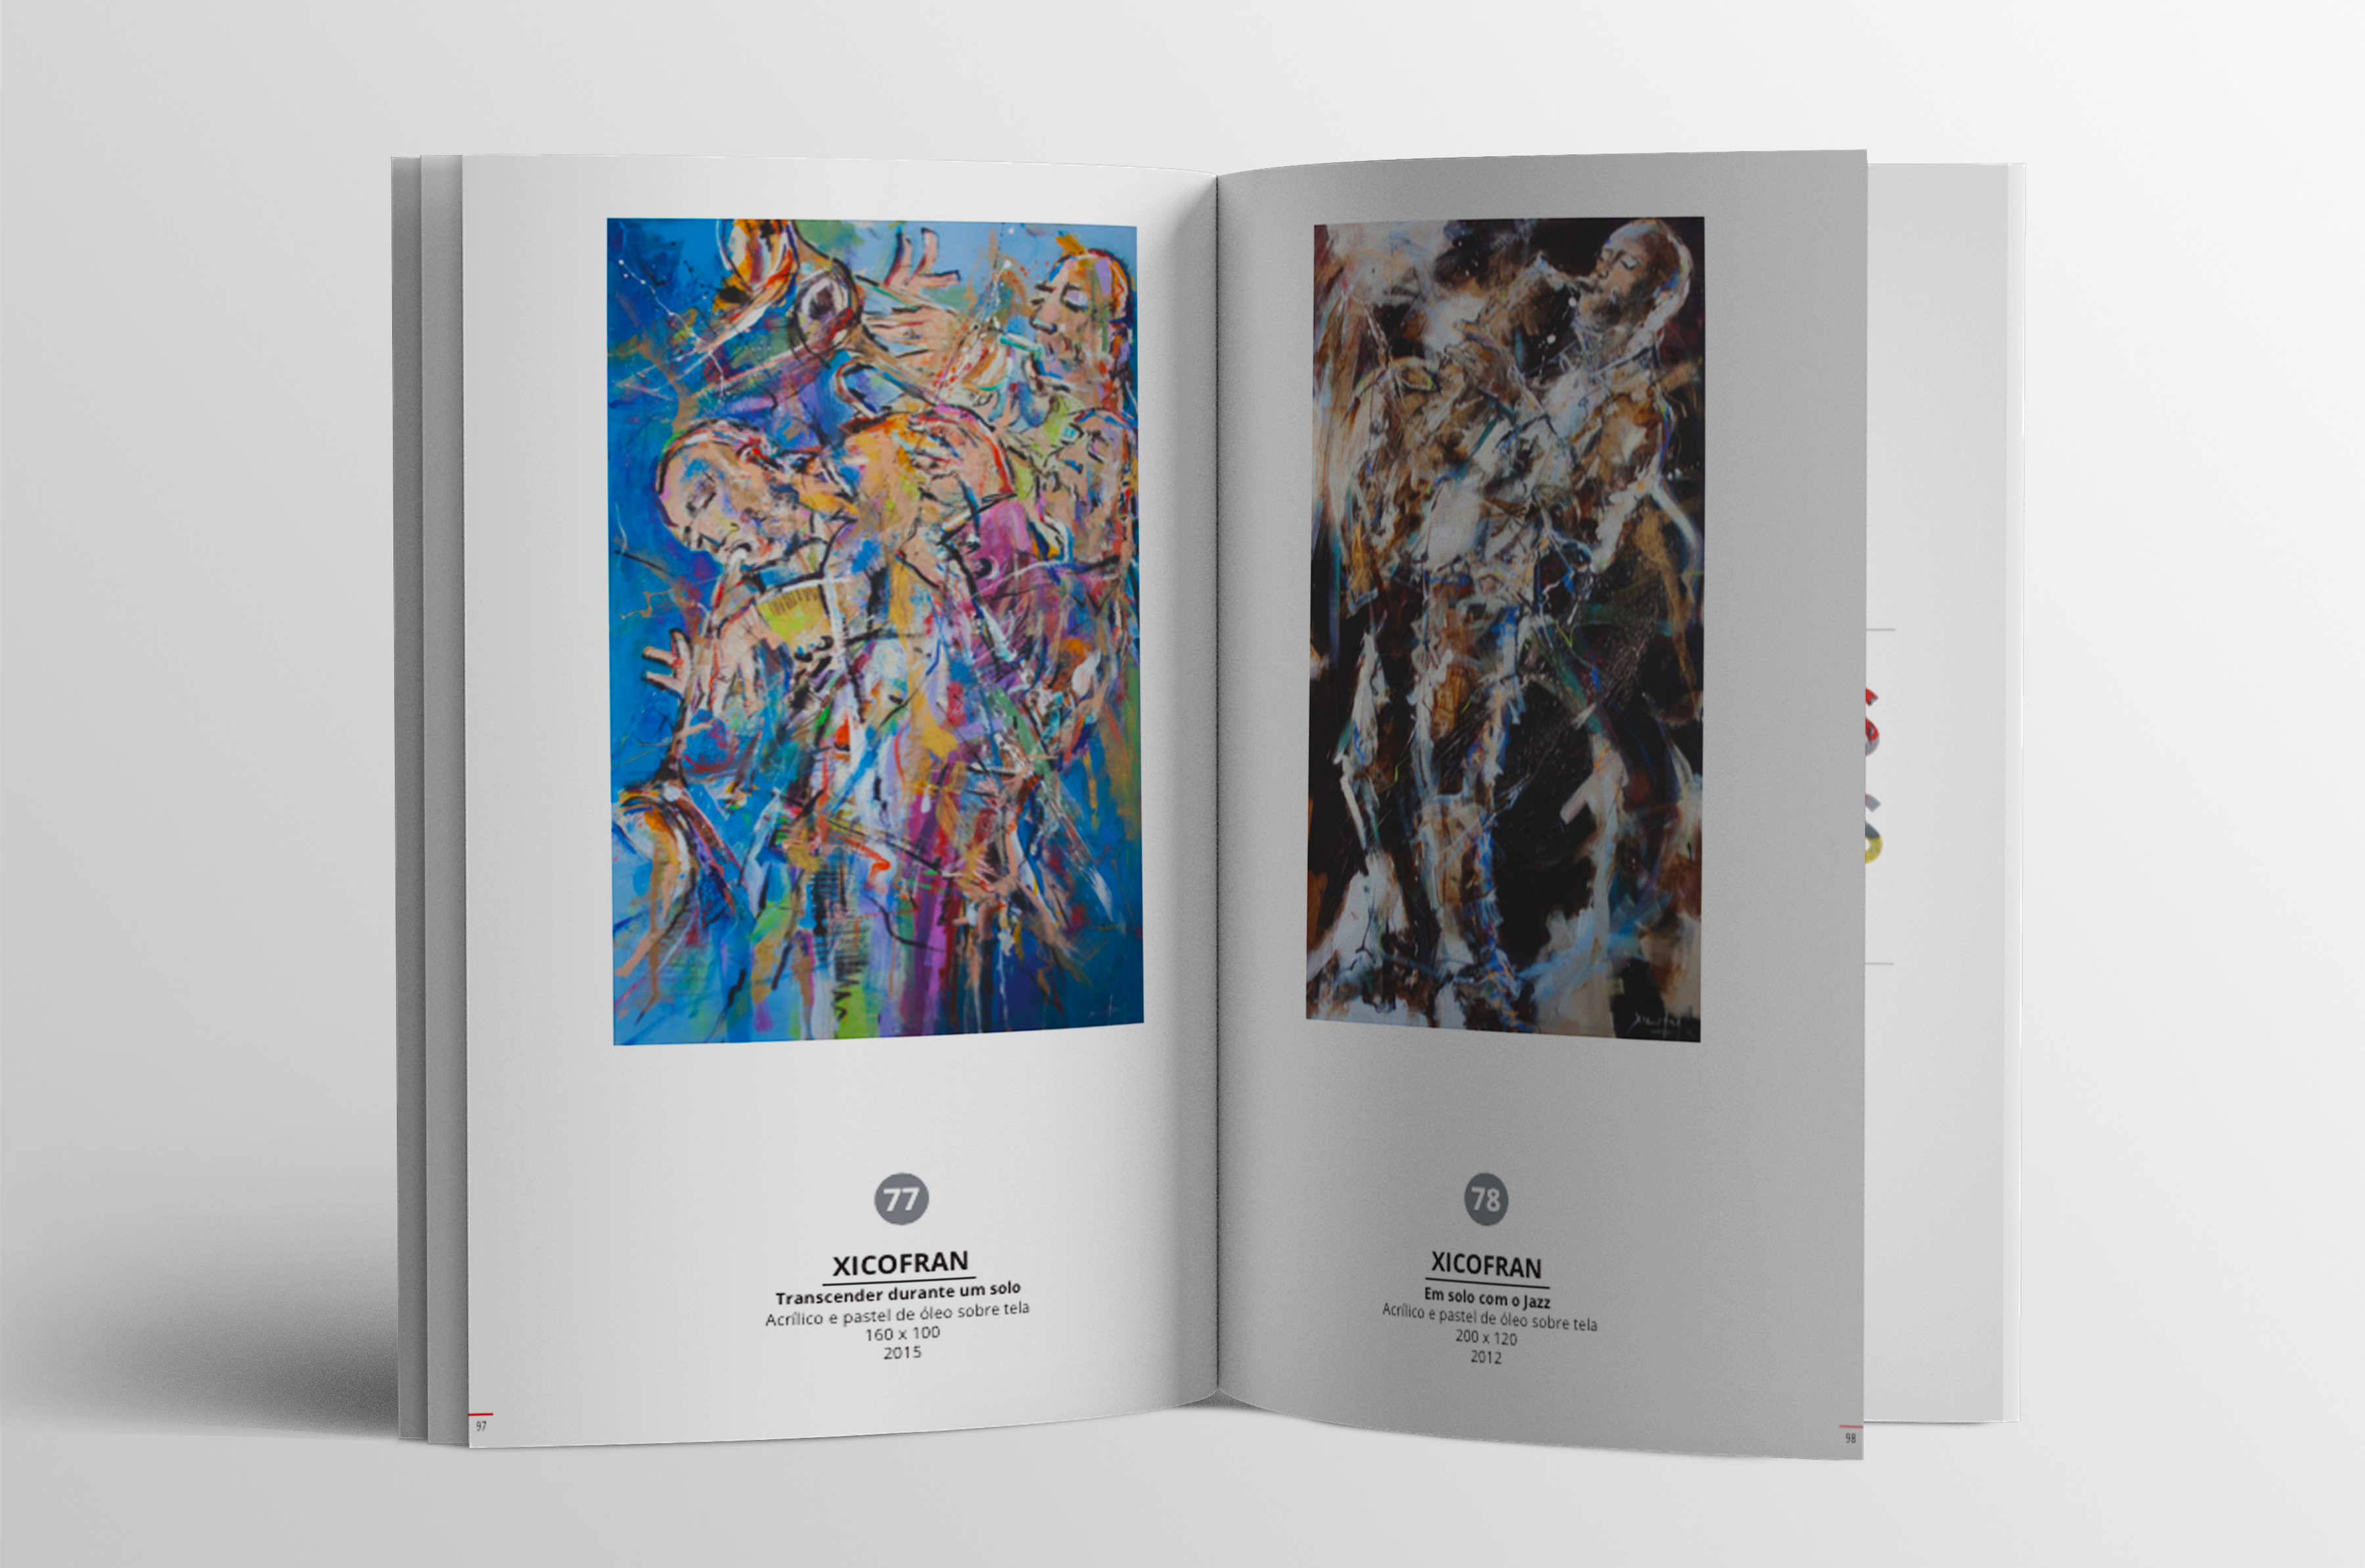 77
XICOFRAN
Transcender durante um solo
Acrílico e pastel de óleo sobre tela
160 x 100
2015
97
78
XICOFRAN
Em solo com o Jazz
Acrílico e pastel de óleo sobre tela
200 x 120
2012
98